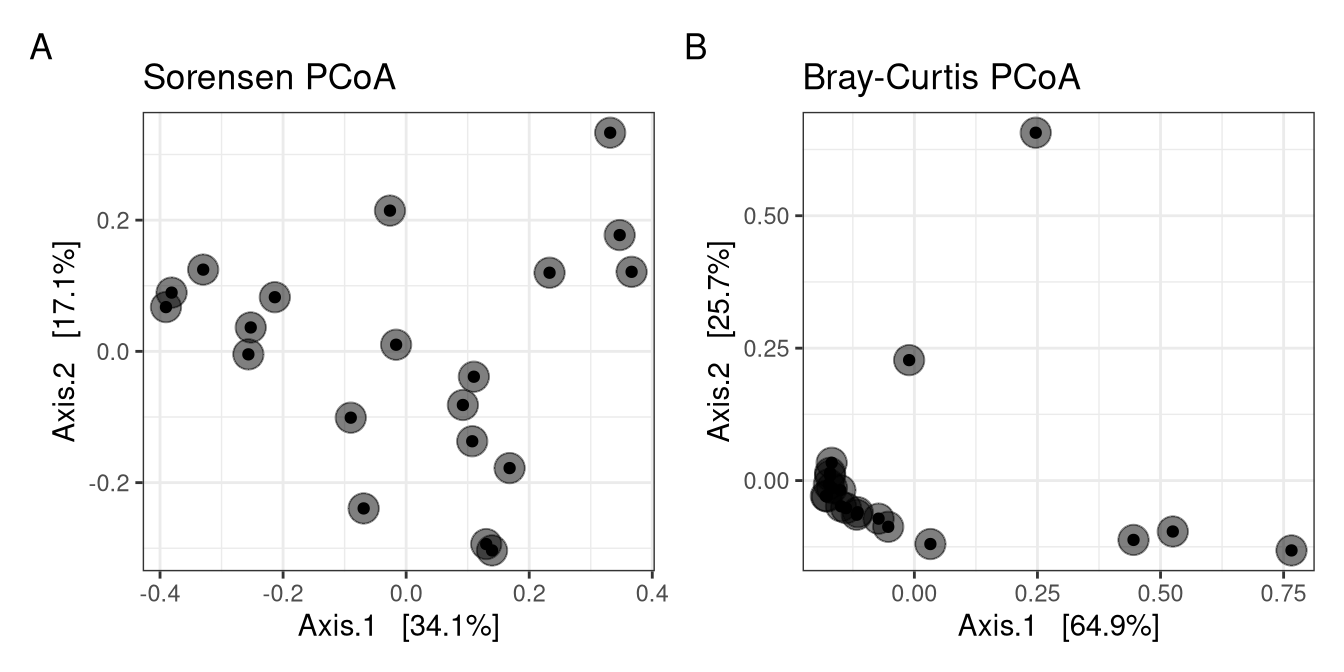 A
Sorensen PCoA
Axis.2 [17.1%]
0.2
0.0
-0.2
-0.4 -0.2 0.0 0.2 0.4
Axis.1 [34.1%]
B
Bray-Curtis PCoA
Axis.2 [25.7%]
0.50
0.25
0.00
0.00 0.25 0.50 0.75
Axis.1 [64.9%]